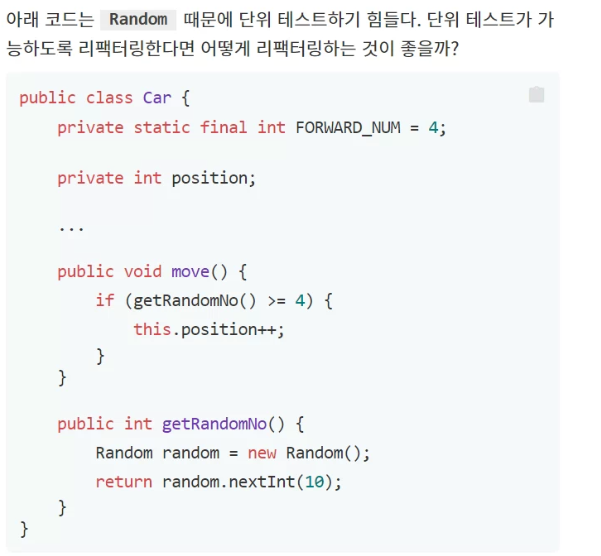 아래 코드는 Random 때문에 단위 테스트하기 힘들다. 단위 테스트가 가
능하도록 리팩터링한다면 어떻게 리팩터링하는 것이 좋을까?
public class Car {
    private static final int FORWARD_NUM = 4;
    private int position;
    ...
    public void move() {
        if (getRandomNo() >= 4) {
            this.position++;
        }
    }
    public int getRandomNo() {
        Random random = new Random();
        return random.nextInt(10);
    }
}